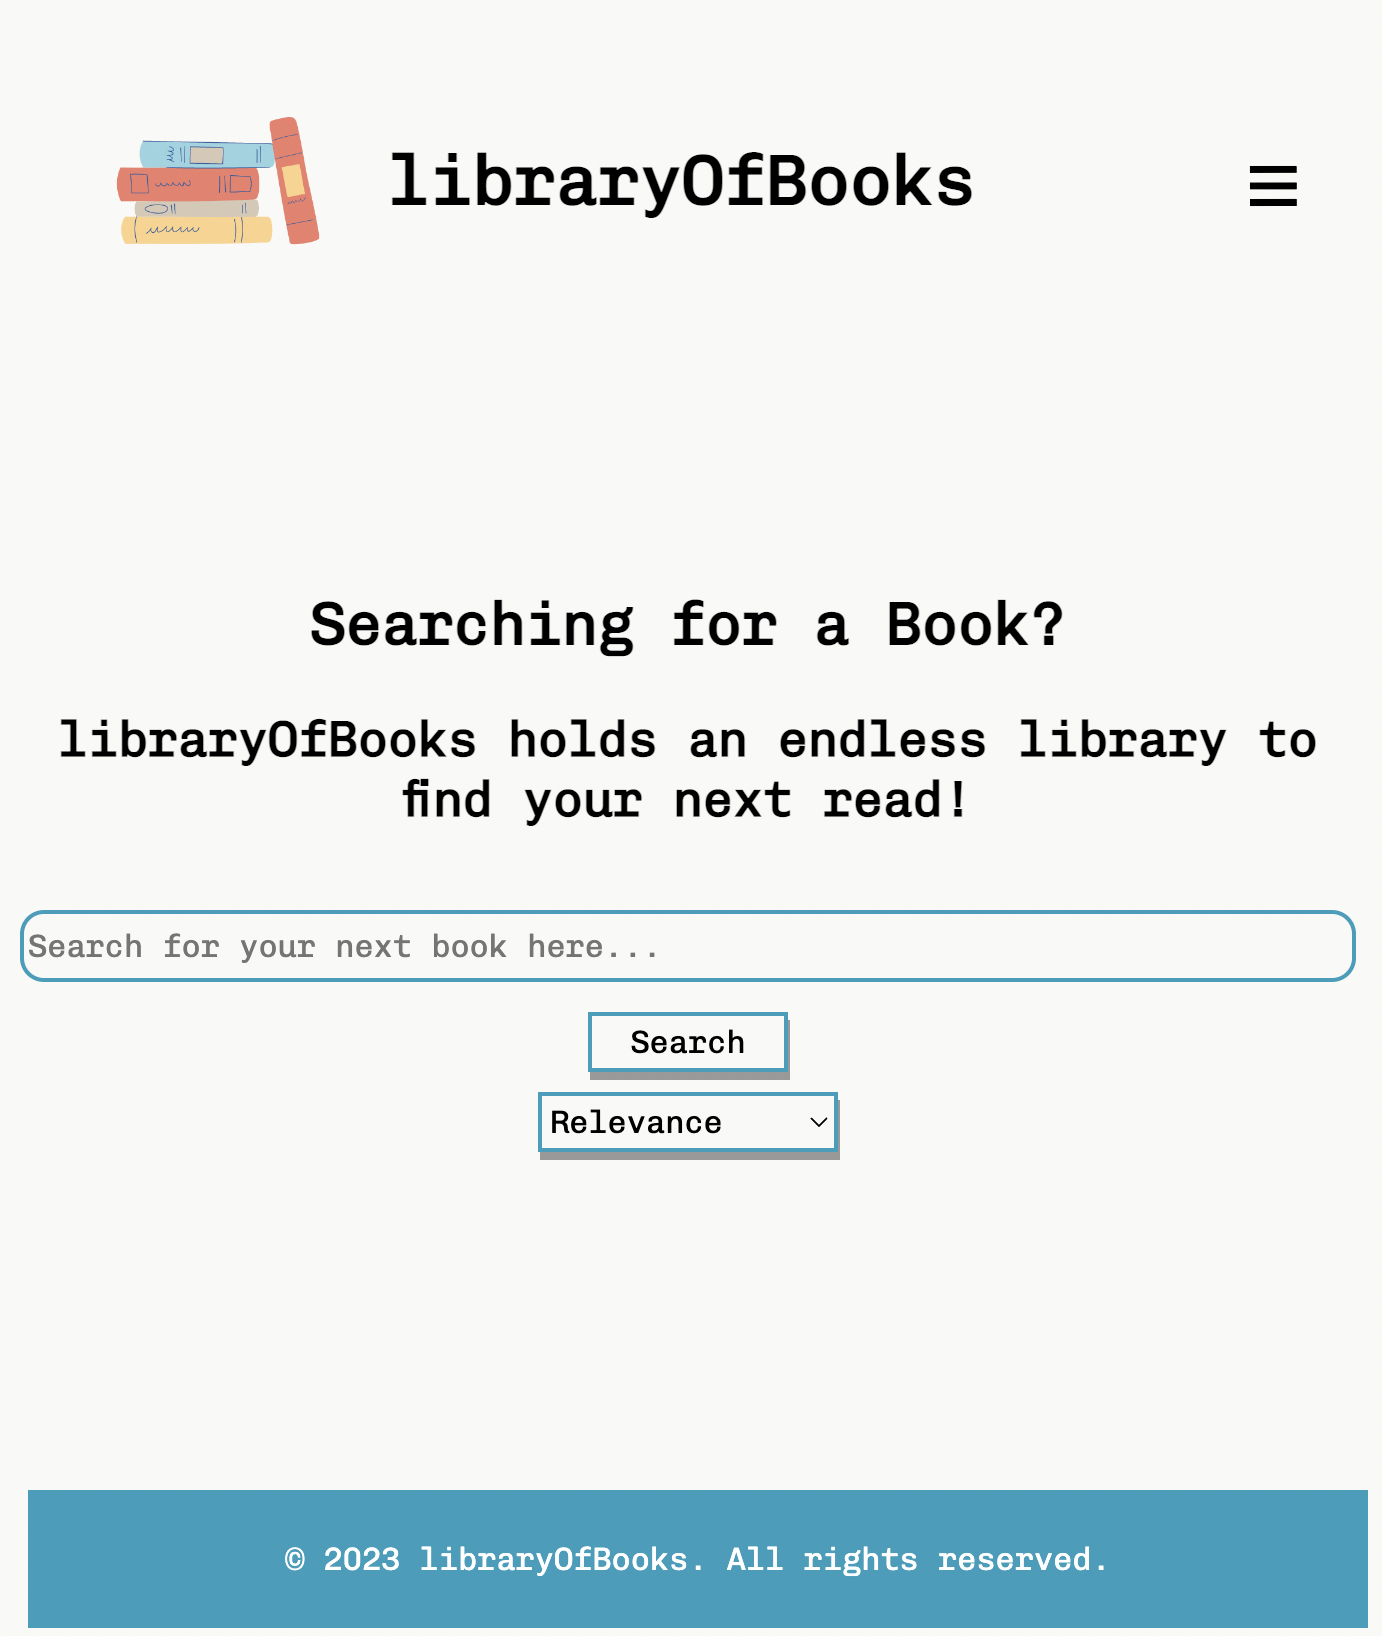 libraryOfBooks
Searching for a Book?
libraryOfBooks holds an endless library to
find your next read!
Search for your next book here...
Search
Relevance
© 2023 libraryOfBooks. All rights reserved.